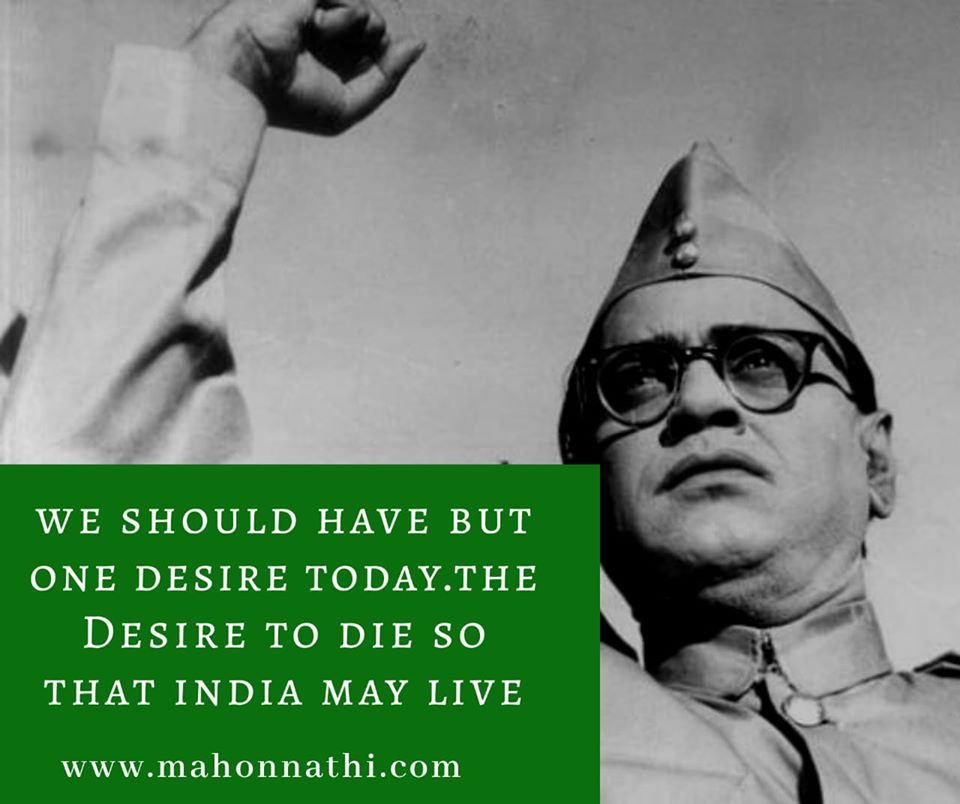 WE SHOULD HAVE BUT
ONE DESIRE TODAY.THE
DESIRE TO DIE SO
THAT INDIA MAY LIVE
www.mahonnathi.com